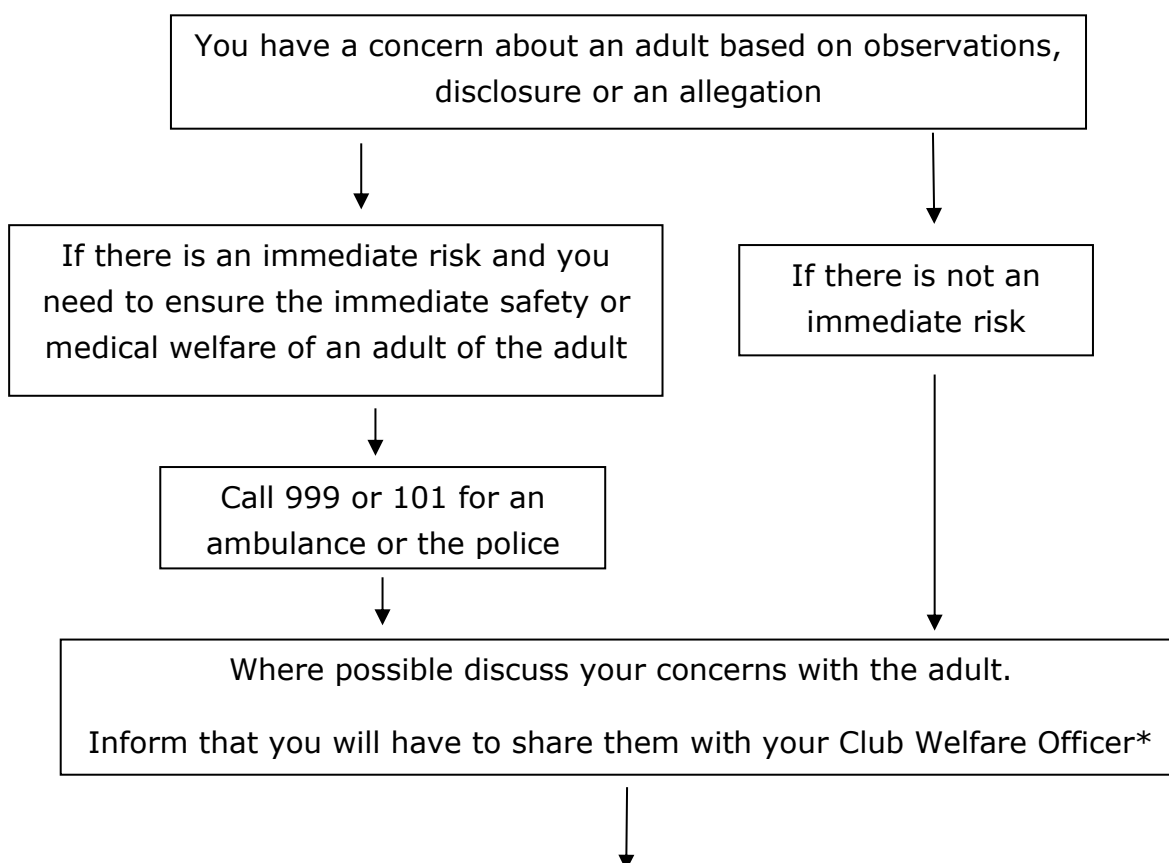 You have a concern about an adult based on observations,
disclosure or an allegation
If there is an immediate risk and you
need to ensure the immediate safety or
medical welfare of an adult of the adult
If there is not an
immediate risk
Call 999 or 101 for an
ambulance or the police
Where possible discuss your concerns with the adult.
Inform that you will have to share them with your Club Welfare Officer*